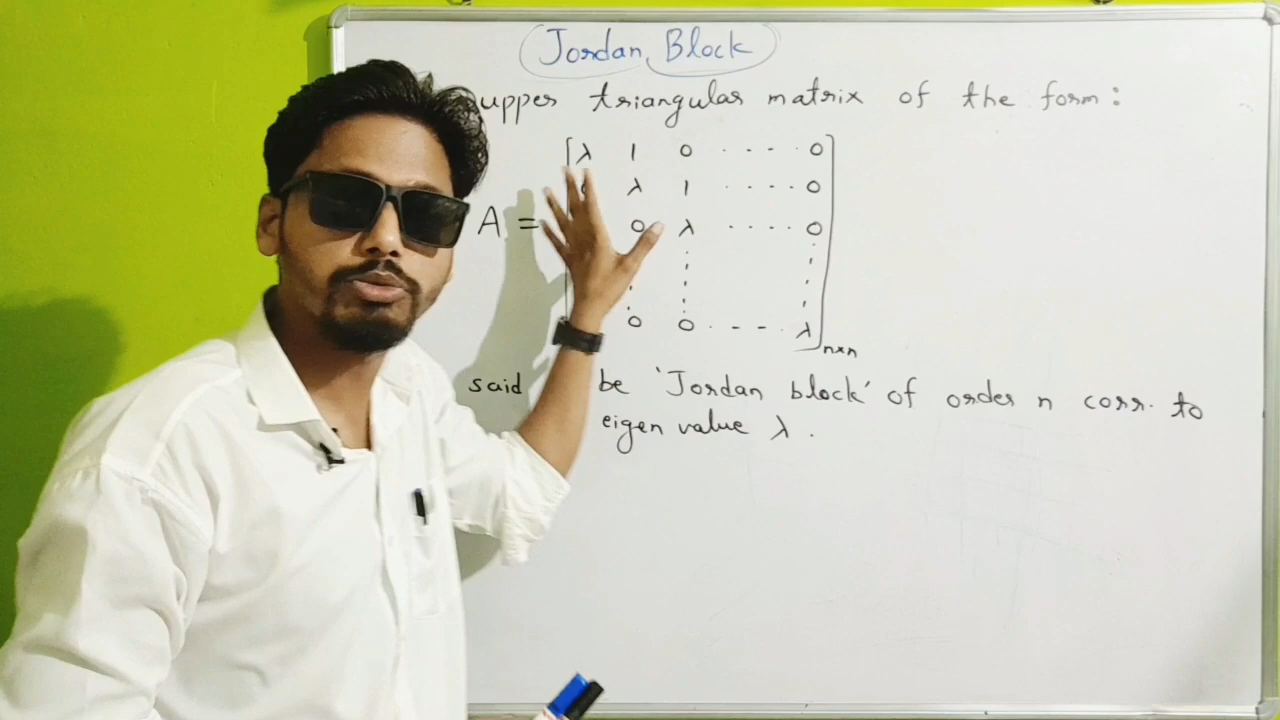 Jordan Block
upper triangular matrix of the form :
λ 1 0 - - - - 0
λ 1 - - - - 0
A = 0 λ - - - - 0
0 0 - - - λ n×n
said be 'Jordan block' of order n corr. to
eigen value λ .